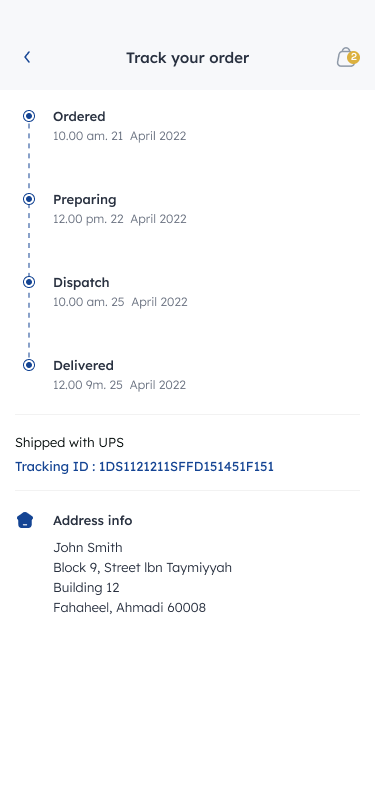 Track your order
2
Ordered
10.00 am. 21 April 2022
Preparing
12.00 pm. 22 April 2022
Dispatch
10.00 am. 25 April 2022
Delivered
12.00 9m. 25 April 2022
Shipped with UPS
Tracking ID : 1DS1121211SFFD151451F151
Address info
John Smith
Block 9, Street lbn Taymiyyah
Building 12
Fahaheel, Ahmadi 60008